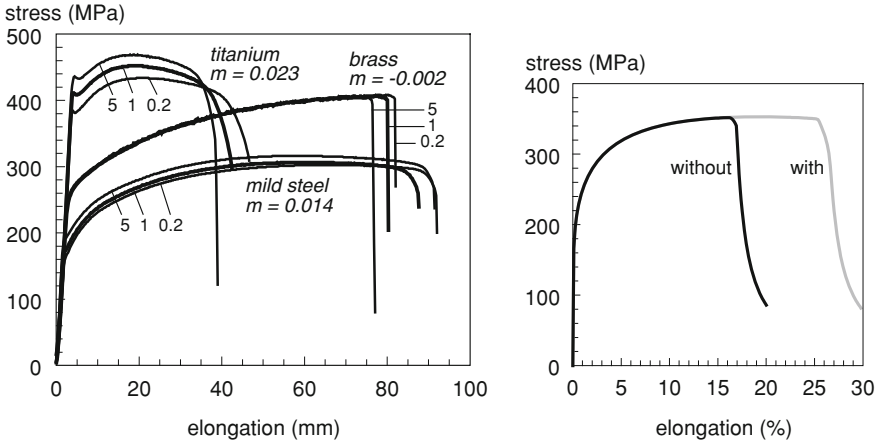 stress (MPa)
500
400
300
200
100
0
0 20 40 60 80 100
elongation (mm)
titanium
m = 0.023
brass
m = -0.002
5 1 0.2
5
1
0.2
mild steel
m = 0.014
5 1 0.2
stress (MPa)
400
300
200
100
0
0 5 10 15 20 25 30
elongation (%)
without with